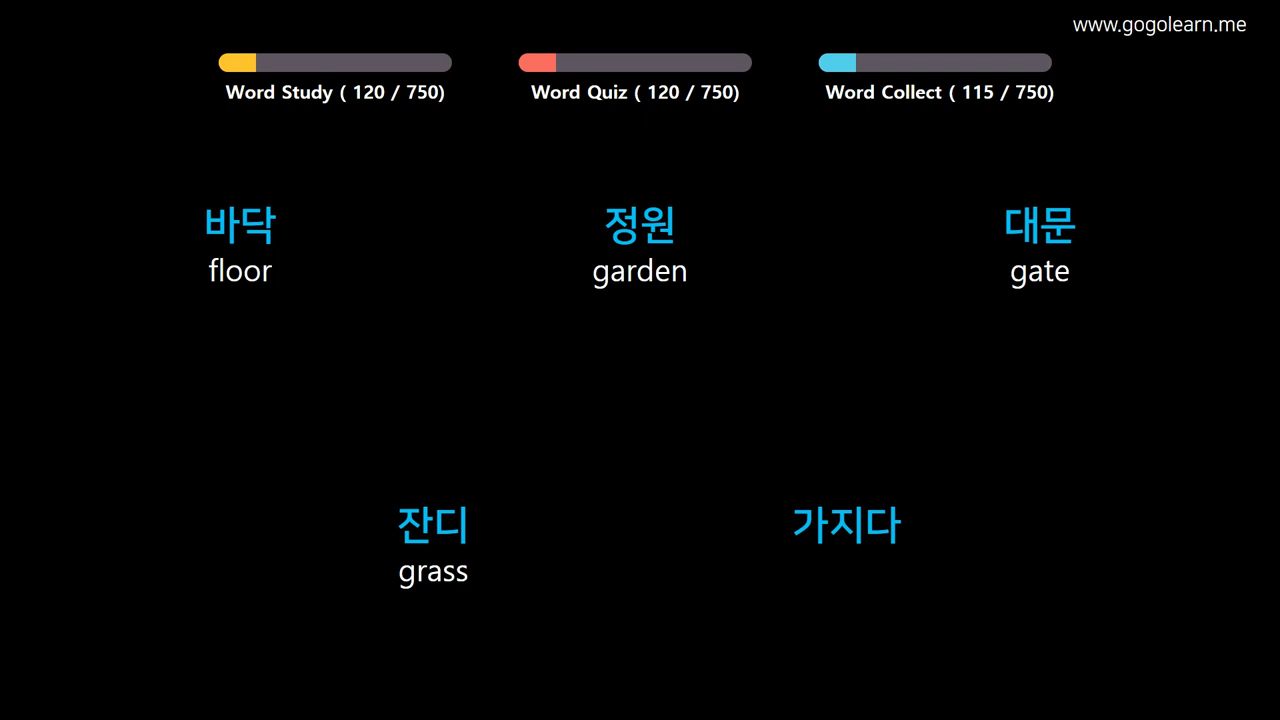 www.gogolearn.me
Word Study ( 120 / 750)
Word Quiz ( 120 / 750)
Word Collect ( 115 / 750)
바닥
floor
정원
garden
대문
gate
잔디
grass
가지다